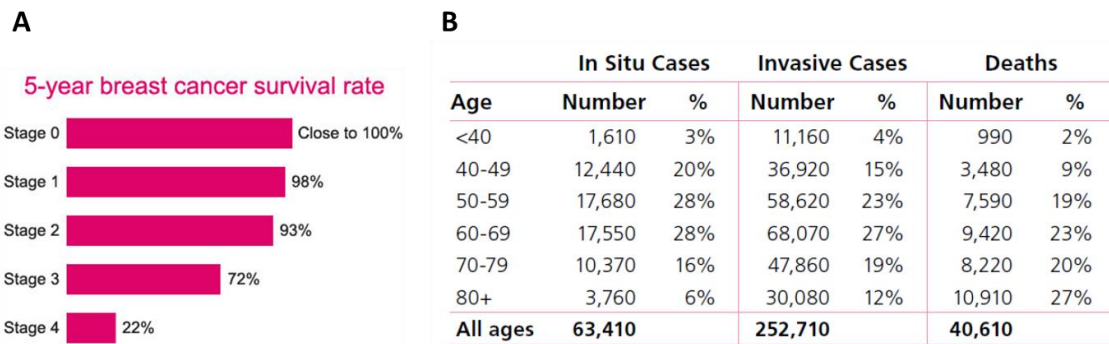 A
5-year breast cancer survival rate
Stage 0 Close to 100%
Stage 1 98%
Stage 2 93%
Stage 3 72%
Stage 4 22%
B
In Situ Cases Invasive Cases Deaths
Age Number % Number % Number %
<40 1,610 3% 11,160 4% 990 2%
40-49 12,440 20% 36,920 15% 3,480 9%
50-59 17,680 28% 58,620 23% 7,590 19%
60-69 17,550 28% 68,070 27% 9,420 23%
70-79 10,370 16% 47,860 19% 8,220 20%
80+ 3,760 6% 30,080 12% 10,910 27%
All ages 63,410 252,710 40,610